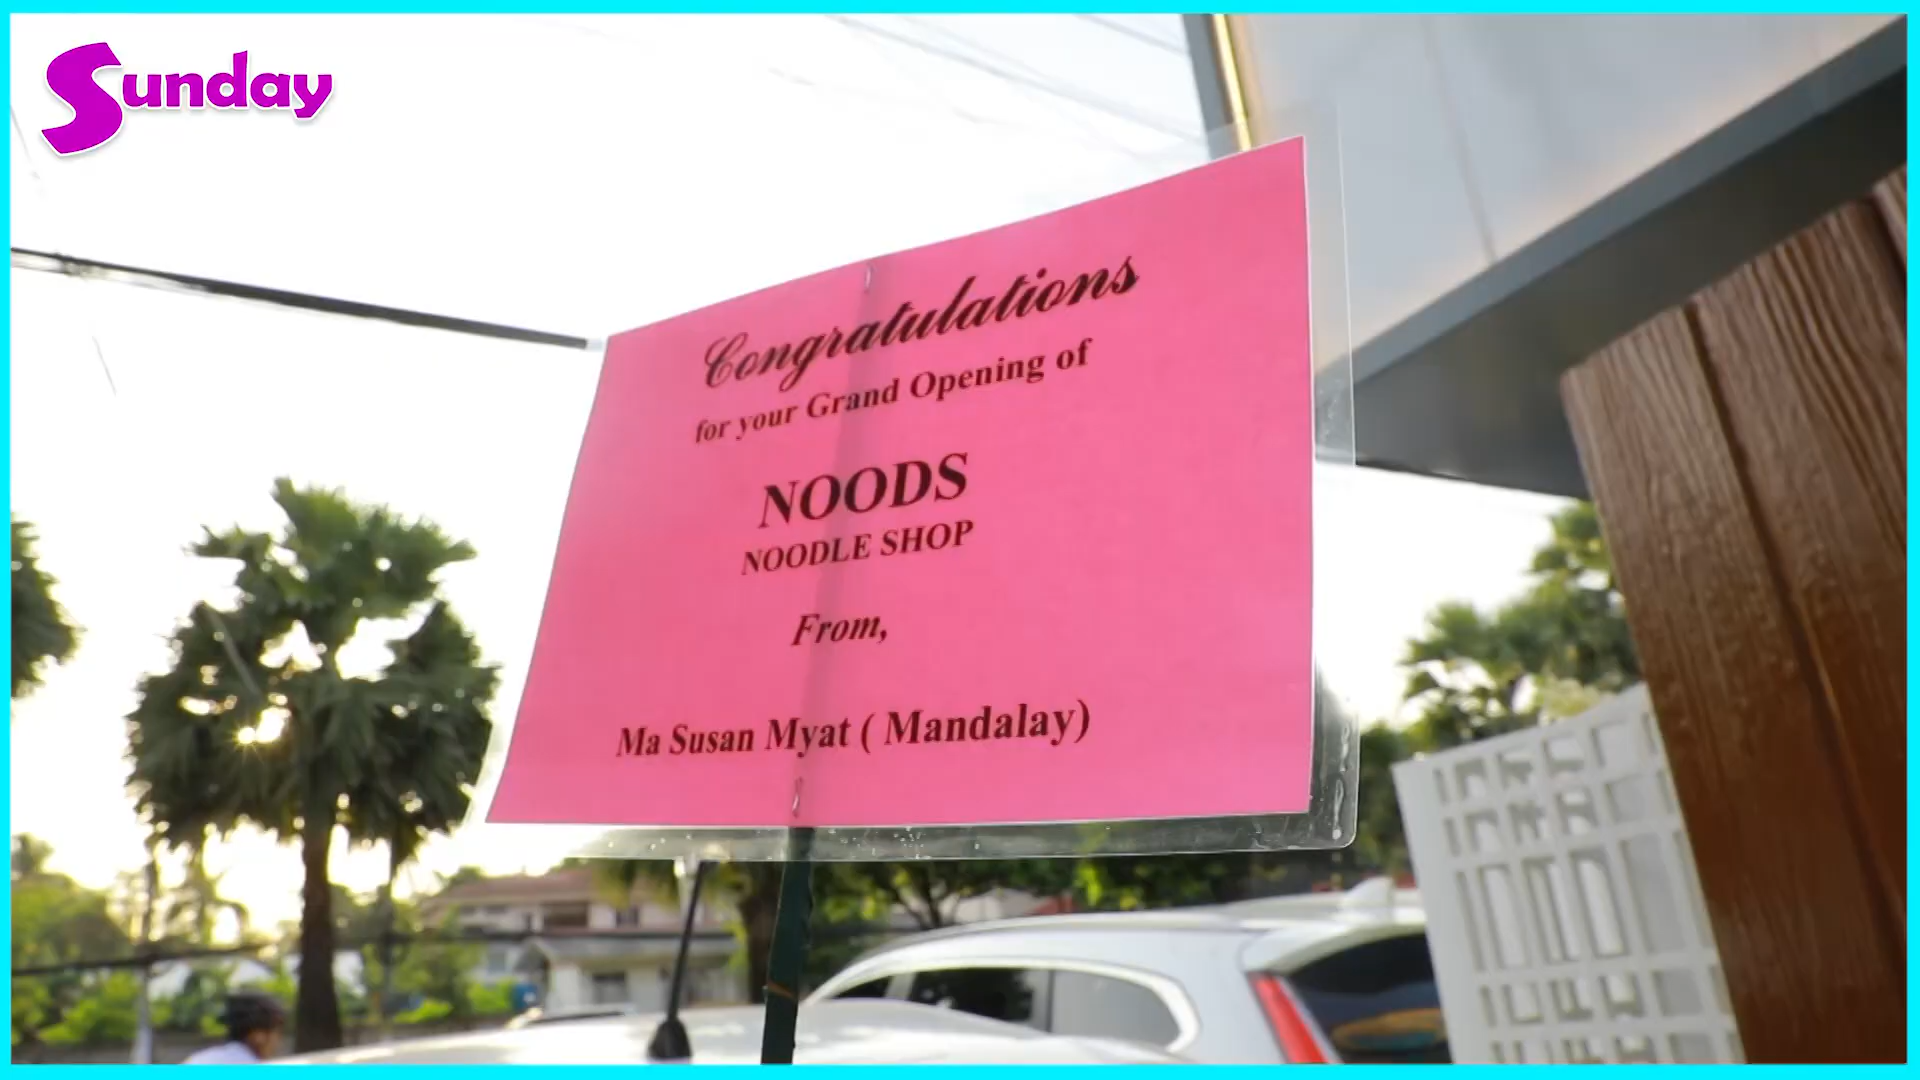 Sunday
Congratulations
for your Grand Opening of
NOODS
NOODLE SHOP
From,
Ma Susan Myat ( Mandalay)